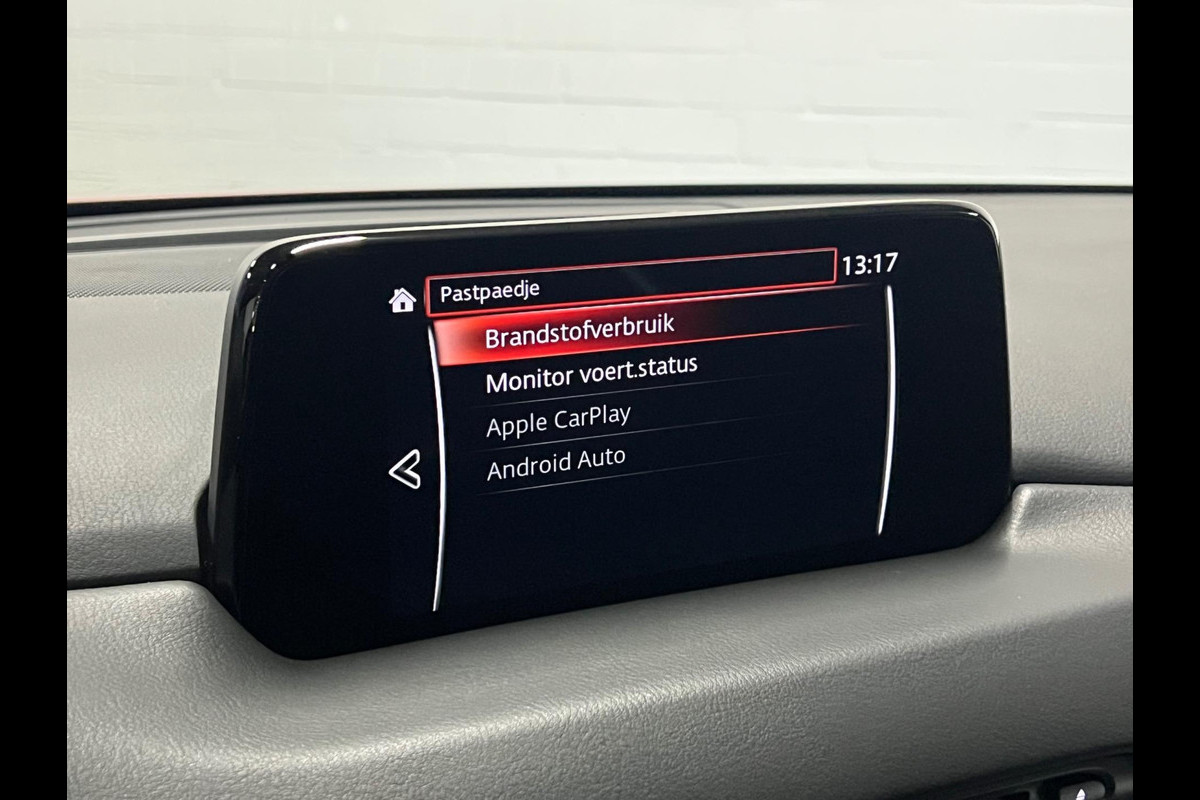 Pastpaedje
13:17
Brandstofverbruik
Monitor voert.status
Apple CarPlay
Android Auto